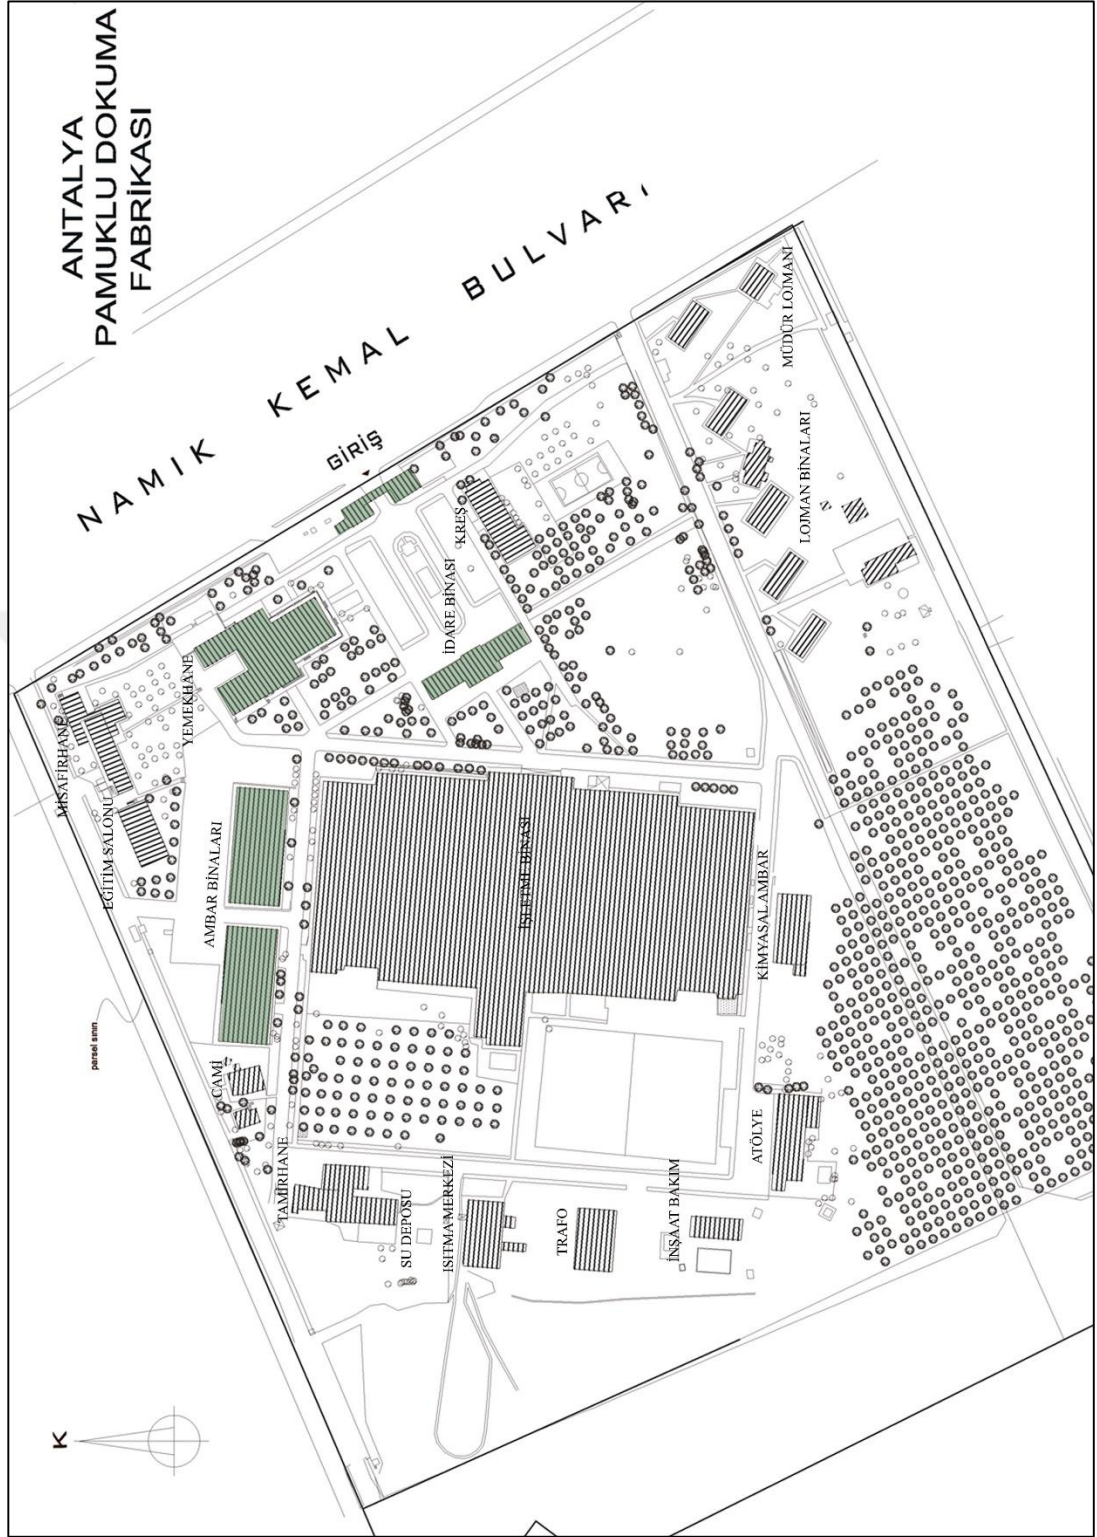 ANTALYA
PAMUKLU DOKUMA
FABRİKASI
NAMIK KEMAL BULVARI
GİRİŞ
MÜDÜR LOJMANI
LOJMAN BİNALARI
KREŞ
İDARE BİNASI
YEMEKHANE
MİSAFİRHANE
EĞİTİM SALONU
AMBAR BİNALARI
İŞLETME BİNASI
KİMYASAL AMBAR
parsel sınırı
CAMİ
TAMİRHANE
SU DEPOSU
ISITMA MERKEZİ
TRAFO
İNŞAAT BAKIM
ATÖLYE
K